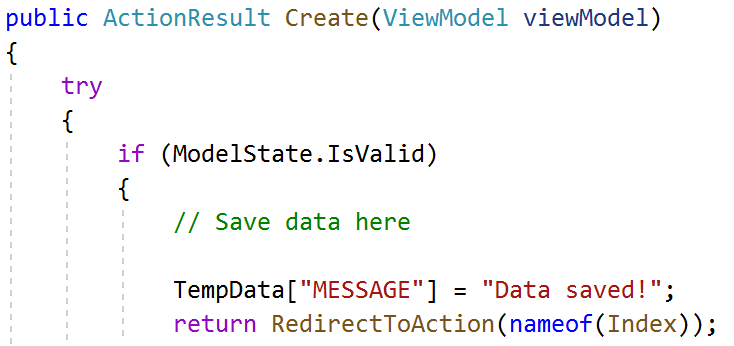 public ActionResult Create(ViewModel viewModel)
{
    try
    {
        if (ModelState.IsValid)
        {
            // Save data here

            TempData["MESSAGE"] = "Data saved!";
            return RedirectToAction(nameof(Index));